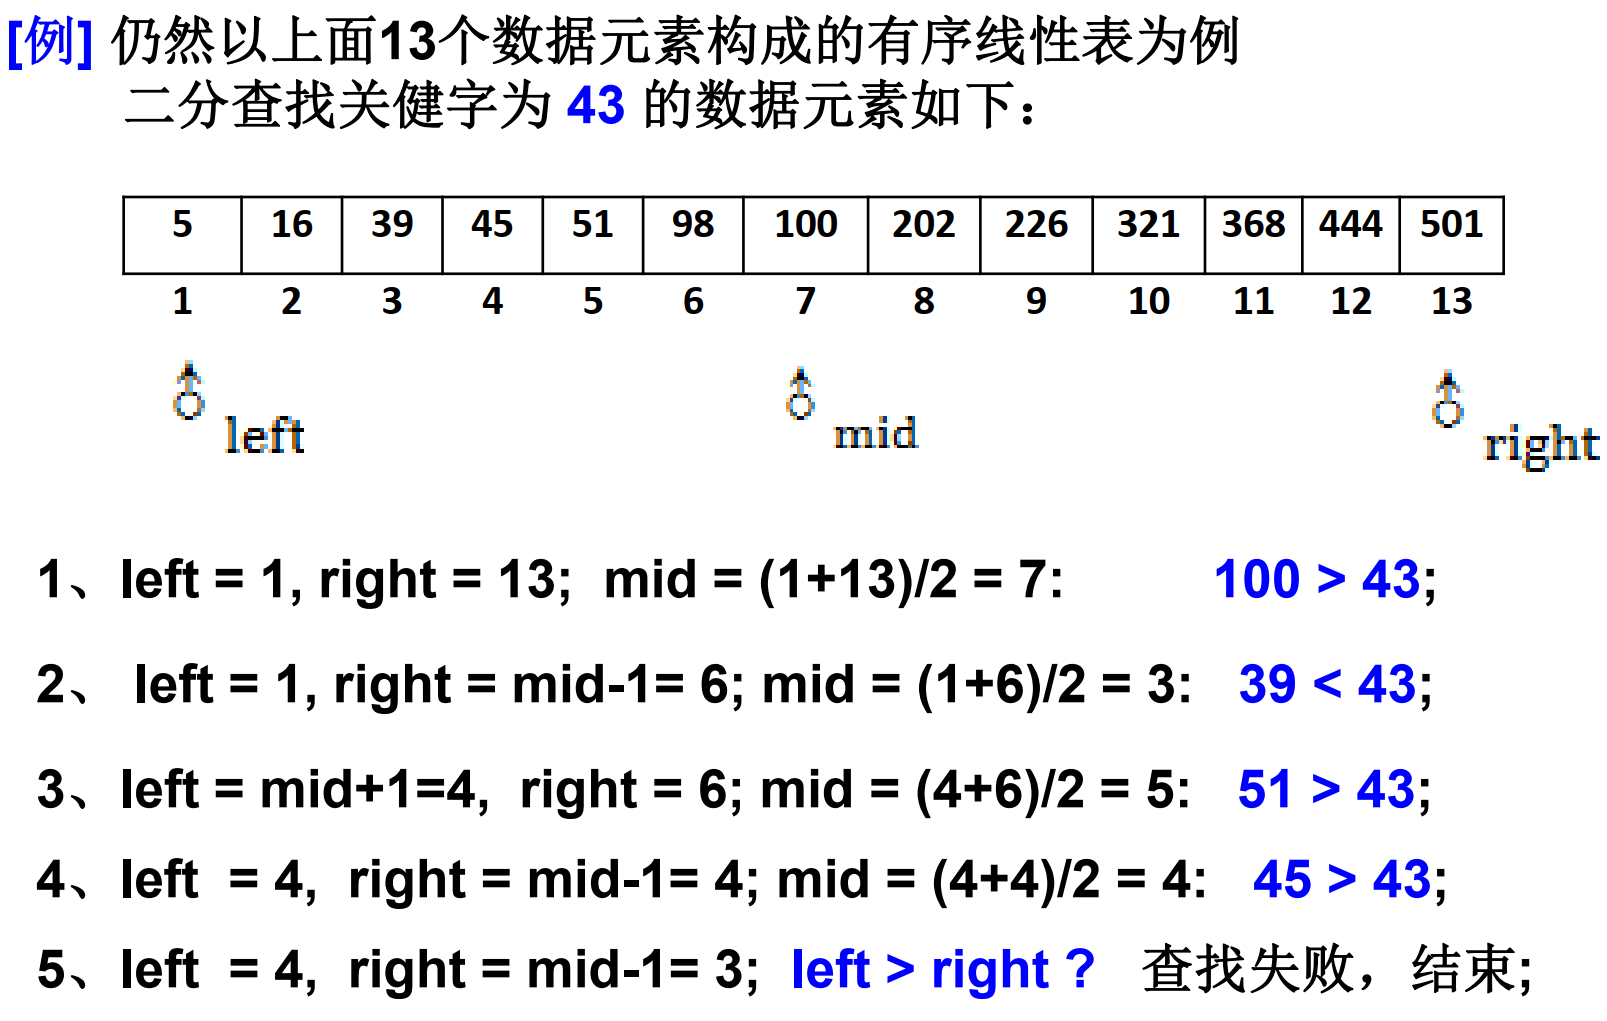 [例] 仍然以上面13个数据元素构成的有序线性表为例
二分查找关健字为 43 的数据元素如下：
5 16 39 45 51 98 100 202 226 321 368 444 501
1 2 3 4 5 6 7 8 9 10 11 12 13
left mid right
1、left = 1, right = 13; mid = (1+13)/2 = 7: 100 > 43;
2、 left = 1, right = mid-1= 6; mid = (1+6)/2 = 3: 39 < 43;
3、left = mid+1=4, right = 6; mid = (4+6)/2 = 5: 51 > 43;
4、left = 4, right = mid-1= 4; mid = (4+4)/2 = 4: 45 > 43;
5、left = 4, right = mid-1= 3; left > right ? 查找失败，结束;